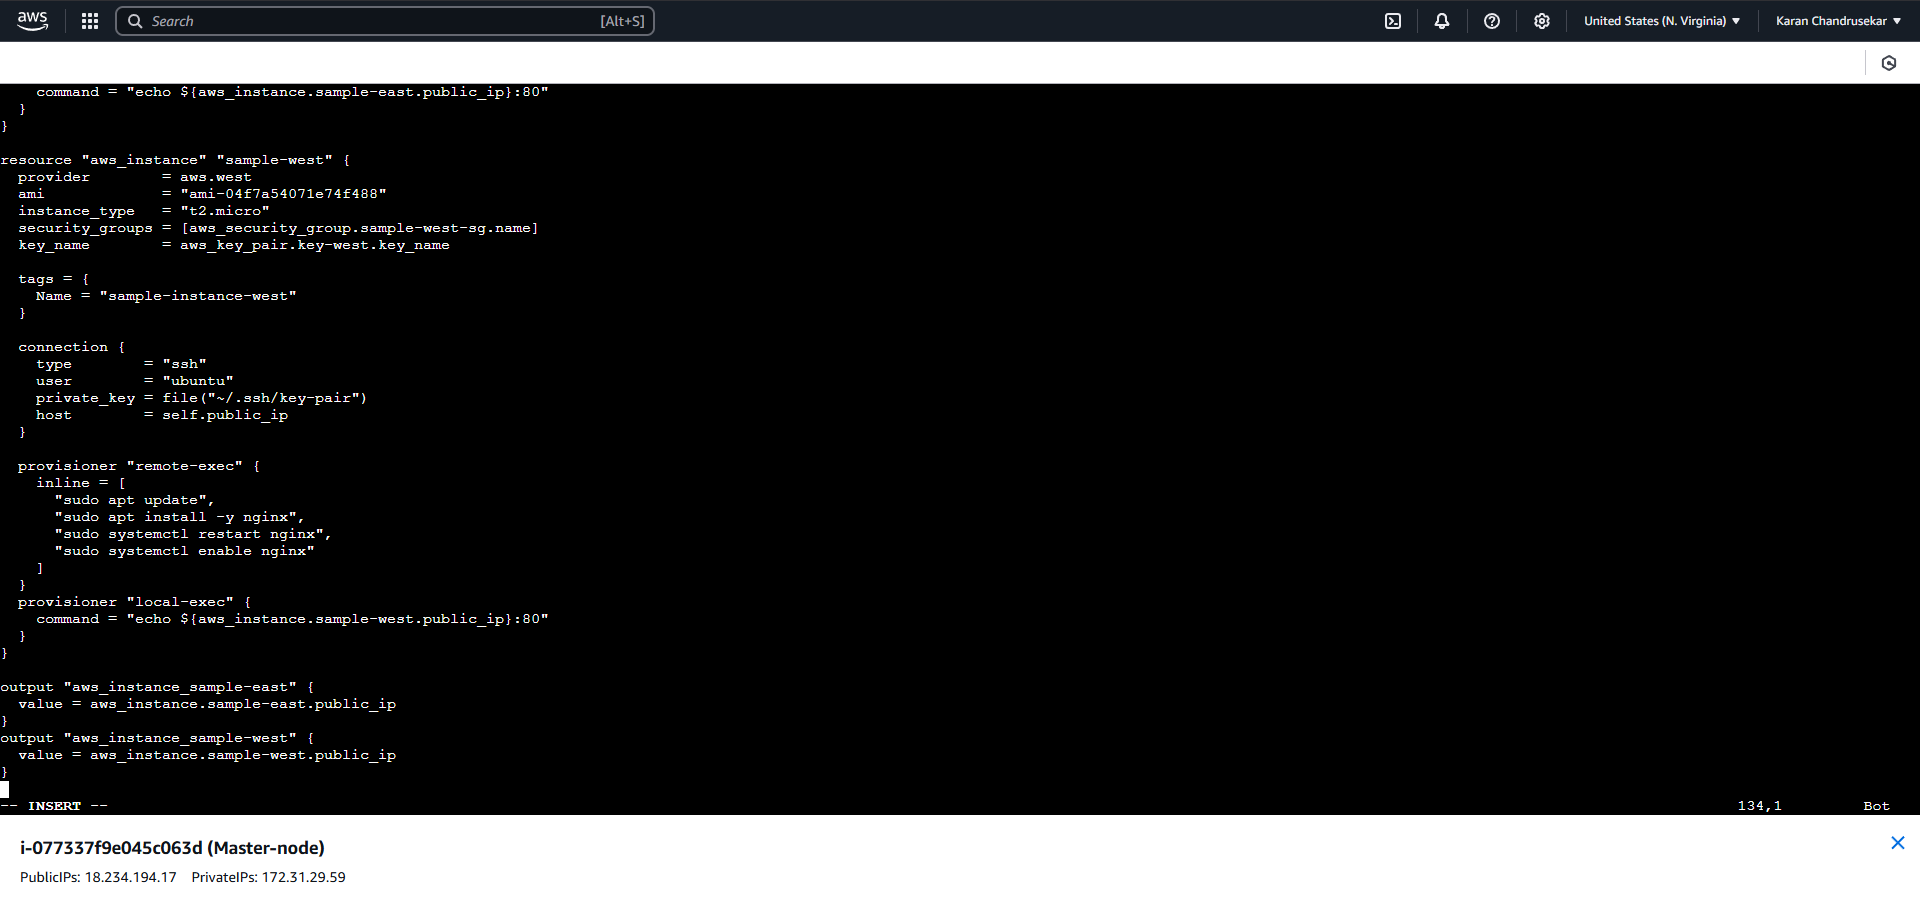 aws
Search [Alt+S]
United States (N. Virginia)
Karan Chandrusekar
command = "echo ${aws_instance.sample-east.public_ip}:80"
}
}
resource "aws_instance" "sample-west" {
provider = aws.west
ami = "ami-04f7a54071e74f488"
instance_type = "t2.micro"
security_groups = [aws_security_group.sample-west-sg.name]
key_name = aws_key_pair.key-west.key_name
tags = {
Name = "sample-instance-west"
}
connection {
type = "ssh"
user = "ubuntu"
private_key = file("~/.ssh/key-pair")
host = self.public_ip
}
provisioner "remote-exec" {
inline = [
"sudo apt update",
"sudo apt install -y nginx",
"sudo systemctl restart nginx",
"sudo systemctl enable nginx"
]
}
provisioner "local-exec" {
command = "echo ${aws_instance.sample-west.public_ip}:80"
}
}
output "aws_instance_sample-east" {
value = aws_instance.sample-east.public_ip
}
output "aws_instance_sample-west" {
value = aws_instance.sample-west.public_ip
}
-- INSERT -- 134,1 Bot
i-077337f9e045c063d (Master-node)
PublicIPs: 18.234.194.17 PrivateIPs: 172.31.29.59